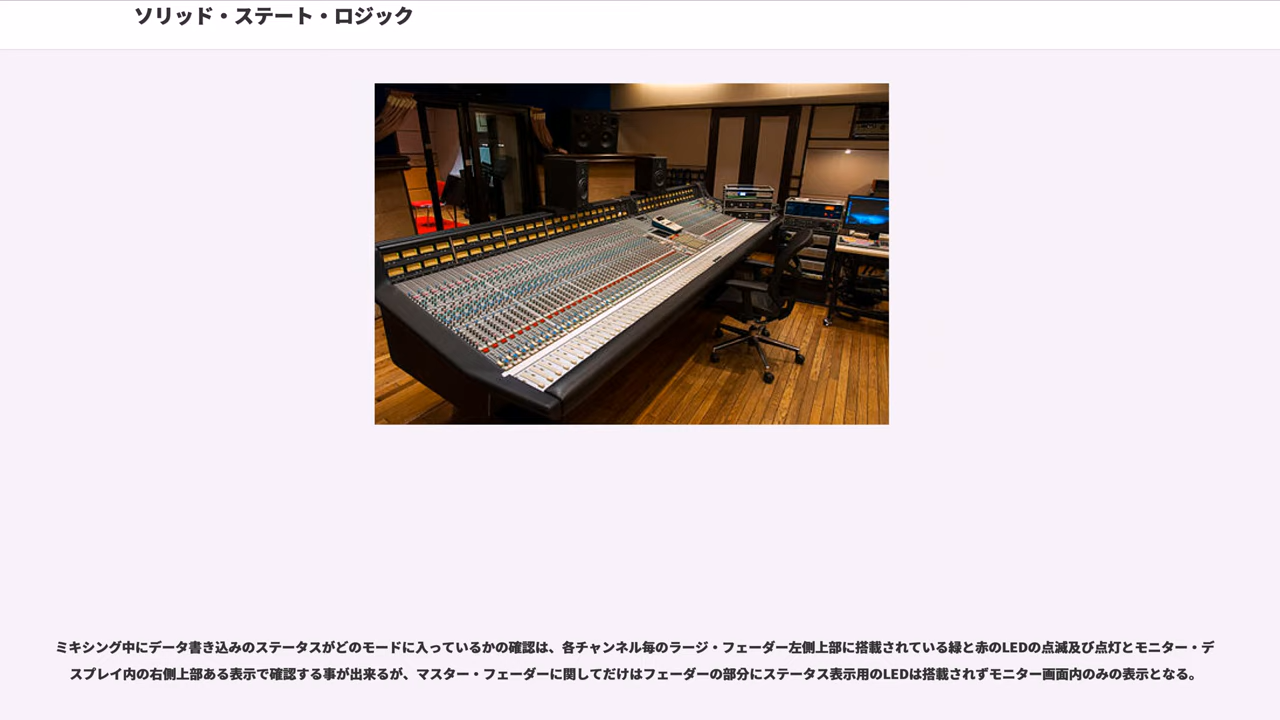 ソリッド・ステート・ロジック
ミキシング中にデータ書き込みのステータスがどのモードに入っているかの確認は、各チャンネル毎のラージ・フェーダー左側上部に搭載されている緑と赤のLEDの点滅及び点灯とモニター・デ
スプレイ内の右側上部ある表示で確認する事が出来るが、マスター・フェーダーに関してだけはフェーダーの部分にステータス表示用のLEDは搭載されずモニター画面内のみの表示となる。